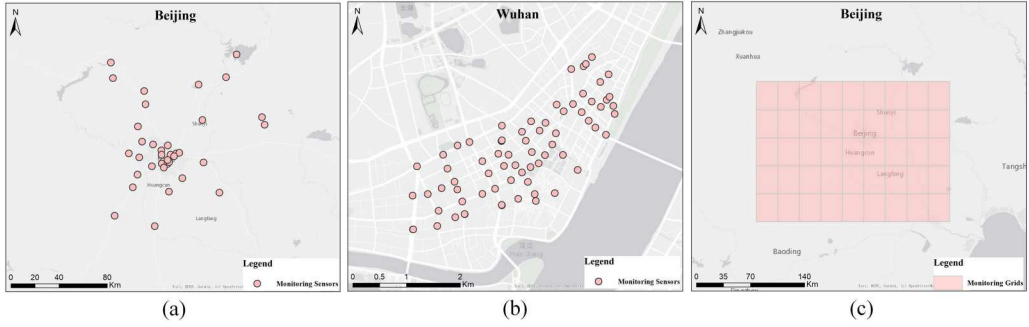 Beijing
N
Shunyi
Huangcun
Langfang
0 20 40 80
Km
Legend
Monitoring Sensors
(a)
Wuhan
N
0 0.5 1 2
Km
Legend
Monitoring Sensors
(b)
Beijing
N
Zhangjiakou
Xuanhua
Shunyi
Beijing
Huangcun
Langfang
Tangsh
Baoding
0 35 70 140
Km
Legend
Monitoring Grids
(c)